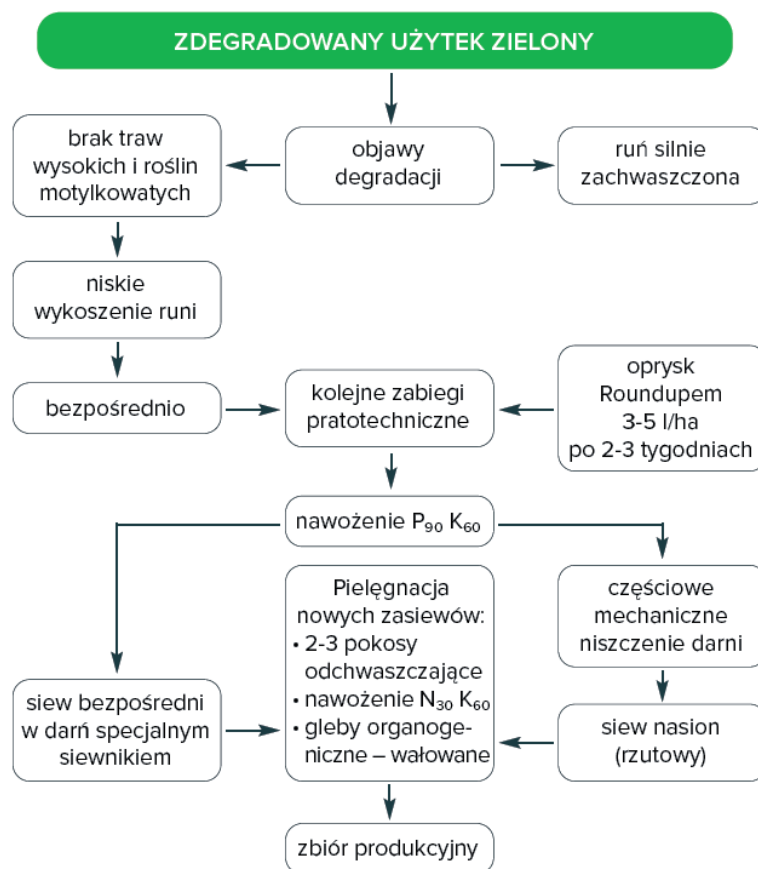 ZDEGRADOWANY UŻYTEK ZIELONY
brak traw
wysokich i roślin
motylkowatych
objawy
degradacji
ruń silnie
zachwaszczona
niskie
wykoszenie runi
bezpośrednio
kolejne zabiegi
pratotechniczne
oprysk
Roundupem
3-5 l/ha
po 2-3 tygodniach
nawożenie P₉₀ K₆₀
Pielęgnacja
nowych zasiewów:
• 2-3 pokosy
odchwaszczające
• nawożenie N₃₀ K₆₀
• gleby organoge-
niczne – wałowane
częściowe
mechaniczne
niszczenie darni
siew bezpośredni
w darń specjalnym
siewnikiem
siew nasion
(rzutowy)
zbiór produkcyjny